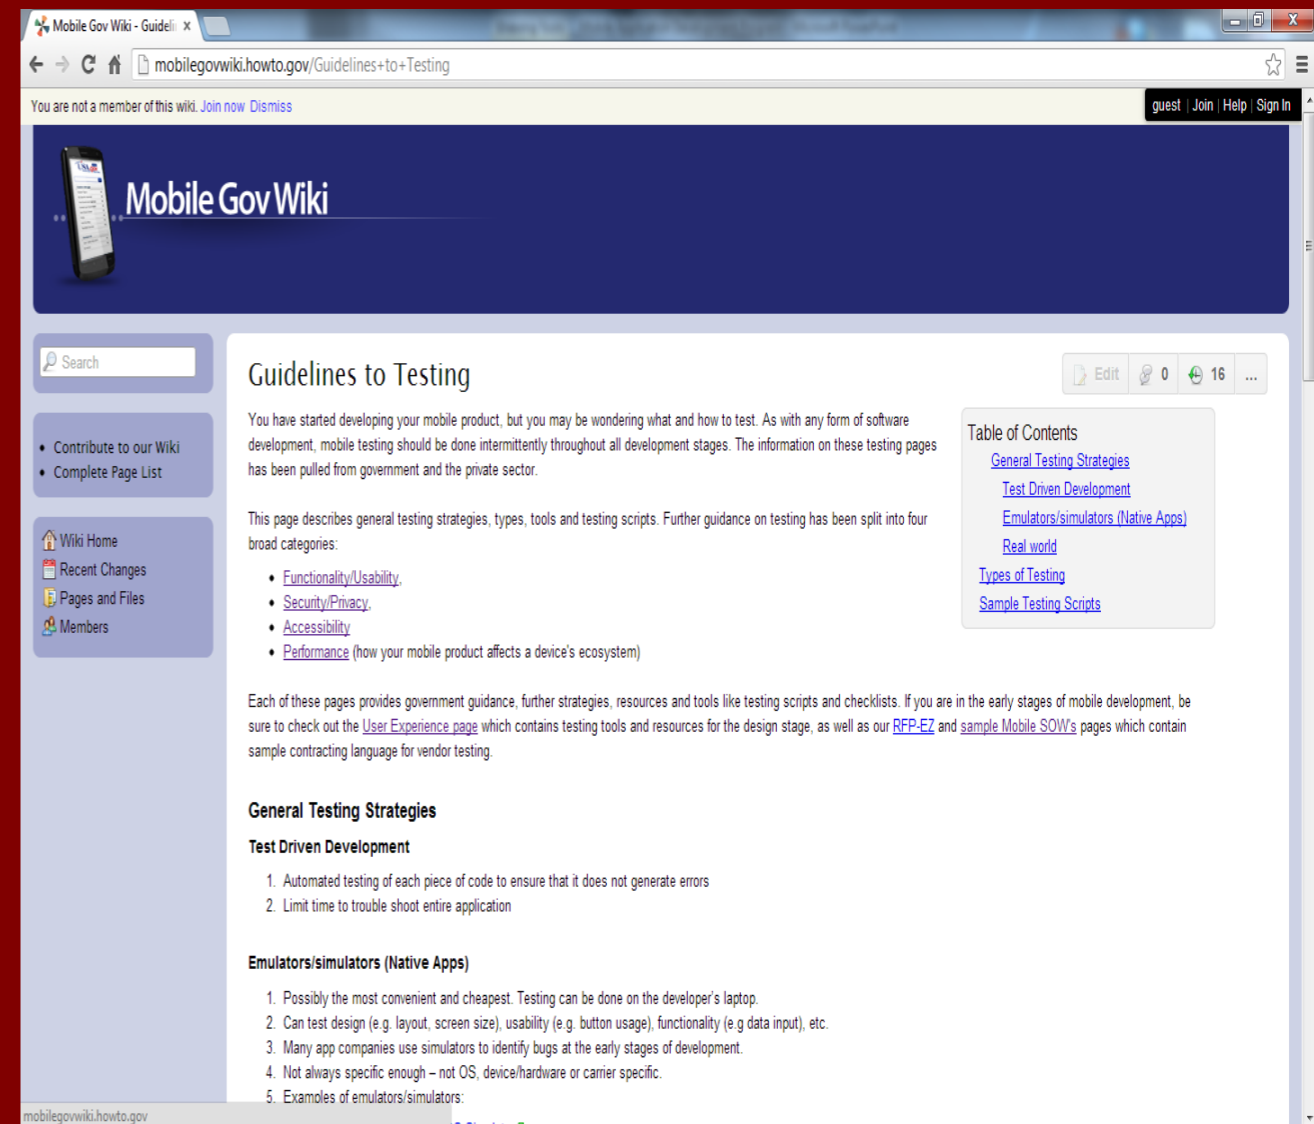 Mobile Gov Wiki - Guideli
mobilegovwiki.howto.gov/Guidelines+to+Testing
You are not a member of this wiki. Join now Dismiss
guest | Join | Help | Sign In
Mobile Gov Wiki
Search
Contribute to our Wiki
Complete Page List
Wiki Home
Recent Changes
Pages and Files
Members
Guidelines to Testing
Edit 0 16 ...
You have started developing your mobile product, but you may be wondering what and how to test. As with any form of software
development, mobile testing should be done intermittently throughout all development stages. The information on these testing pages
has been pulled from government and the private sector.
This page describes general testing strategies, types, tools and testing scripts. Further guidance on testing has been split into four
broad categories:
• Functionality/Usability,
• Security/Privacy,
• Accessibility
• Performance (how your mobile product affects a device's ecosystem)
Table of Contents
General Testing Strategies
Test Driven Development
Emulators/simulators (Native Apps)
Real world
Types of Testing
Sample Testing Scripts
Each of these pages provides government guidance, further strategies, resources and tools like testing scripts and checklists. If you are in the early stages of mobile development, be
sure to check out the User Experience page which contains testing tools and resources for the design stage, as well as our RFP-EZ and sample Mobile SOW's pages which contain
sample contracting language for vendor testing.
General Testing Strategies
Test Driven Development
1. Automated testing of each piece of code to ensure that it does not generate errors
2. Limit time to trouble shoot entire application
Emulators/simulators (Native Apps)
1. Possibly the most convenient and cheapest. Testing can be done on the developer's laptop.
2. Can test design (e.g. layout, screen size), usability (e.g. button usage), functionality (e.g data input), etc.
3. Many app companies use simulators to identify bugs at the early stages of development.
4. Not always specific enough – not OS, device/hardware or carrier specific.
5. Examples of emulators/simulators:
mobilegovwiki.howto.gov